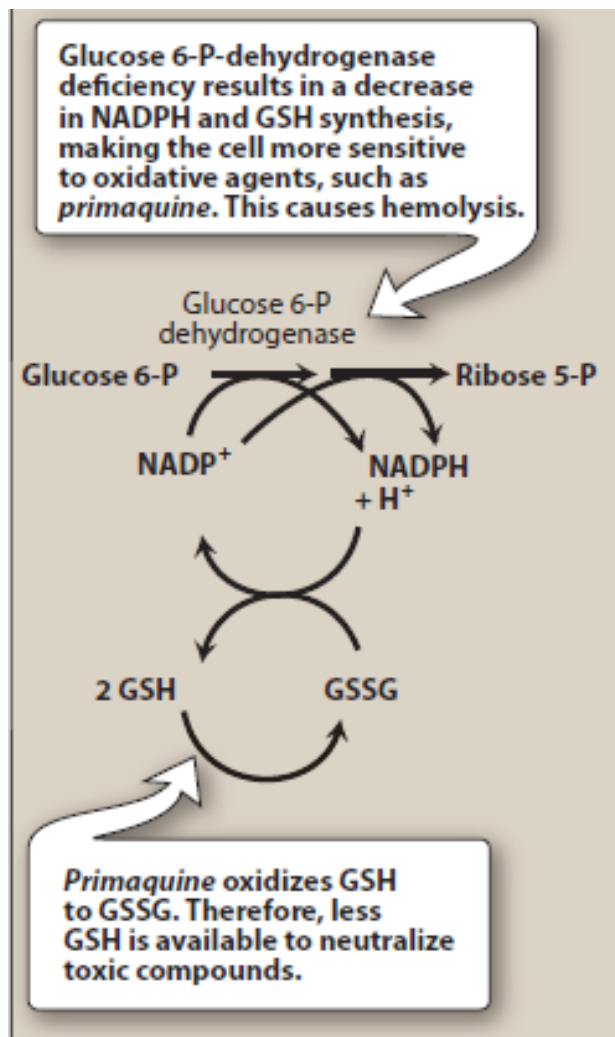 Glucose 6-P-dehydrogenase
deficiency results in a decrease
in NADPH and GSH synthesis,
making the cell more sensitive
to oxidative agents, such as
primaquine. This causes hemolysis.
Glucose 6-P
dehydrogenase
Glucose 6-P
Ribose 5-P
NADP+
NADPH
+ H+
2 GSH
GSSG
Primaquine oxidizes GSH
to GSSG. Therefore, less
GSH is available to neutralize
toxic compounds.